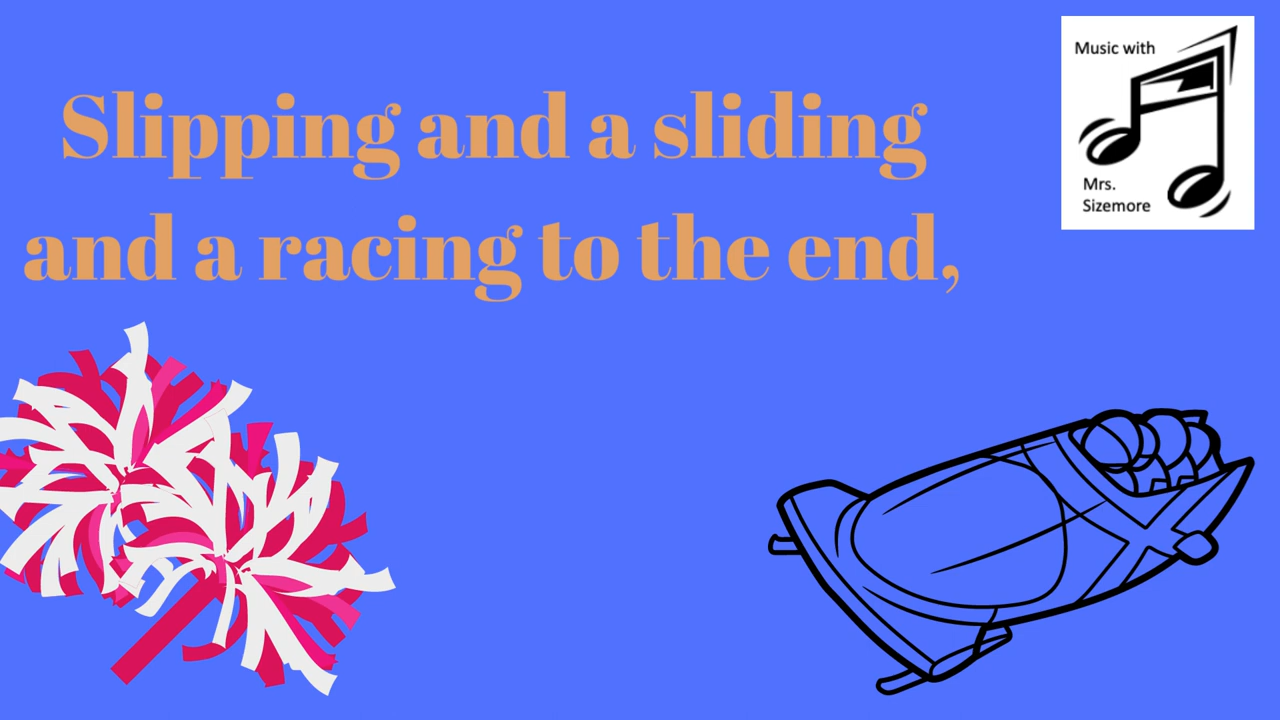 Slipping and a sliding
and a racing to the end,
Music with
Mrs.
Sizemore